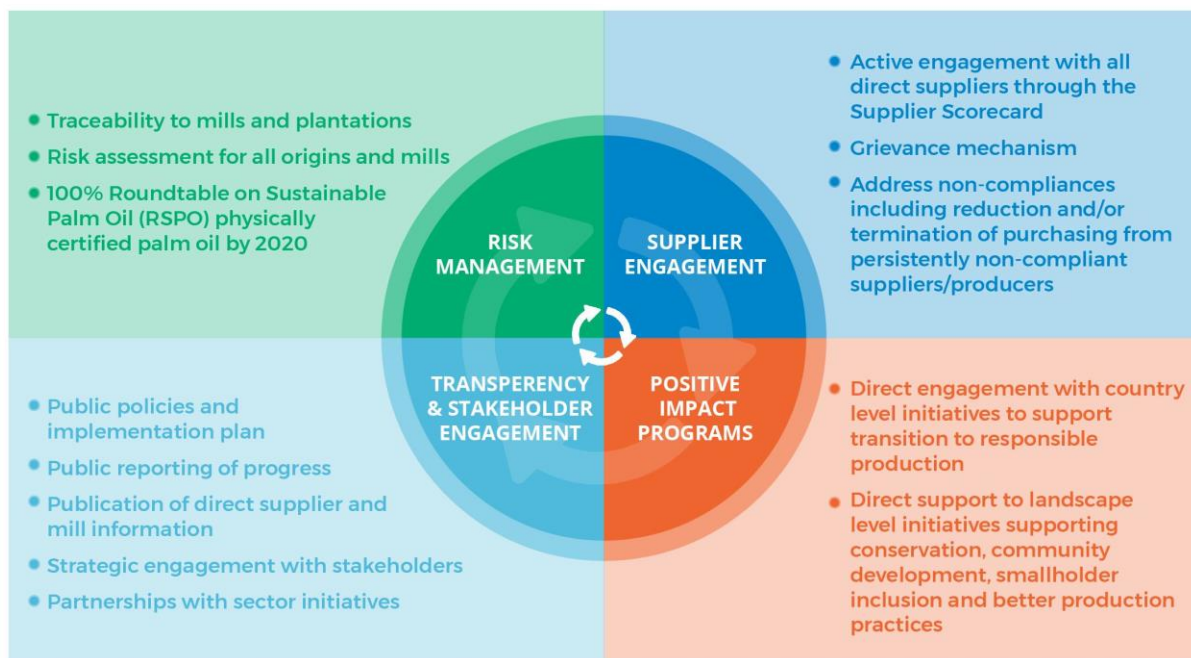 Traceability to mills and plantations
Risk assessment for all origins and mills
100% Roundtable on Sustainable
Palm Oil (RSPO) physically
certified palm oil by 2020
RISK
MANAGEMENT
Active engagement with all
direct suppliers through the
Supplier Scorecard
Grievance mechanism
Address non-compliances
including reduction and/or
termination of purchasing from
persistently non-compliant
suppliers/producers
SUPPLIER
ENGAGEMENT
Public policies and
implementation plan
Public reporting of progress
Publication of direct supplier and
mill information
Strategic engagement with stakeholders
Partnerships with sector initiatives
TRANSPERENCY
& STAKEHOLDER
ENGAGEMENT
POSITIVE
IMPACT
PROGRAMS
Direct engagement with country
level initiatives to support
transition to responsible
production
Direct support to landscape
level initiatives supporting
conservation, community
development, smallholder
inclusion and better production
practices